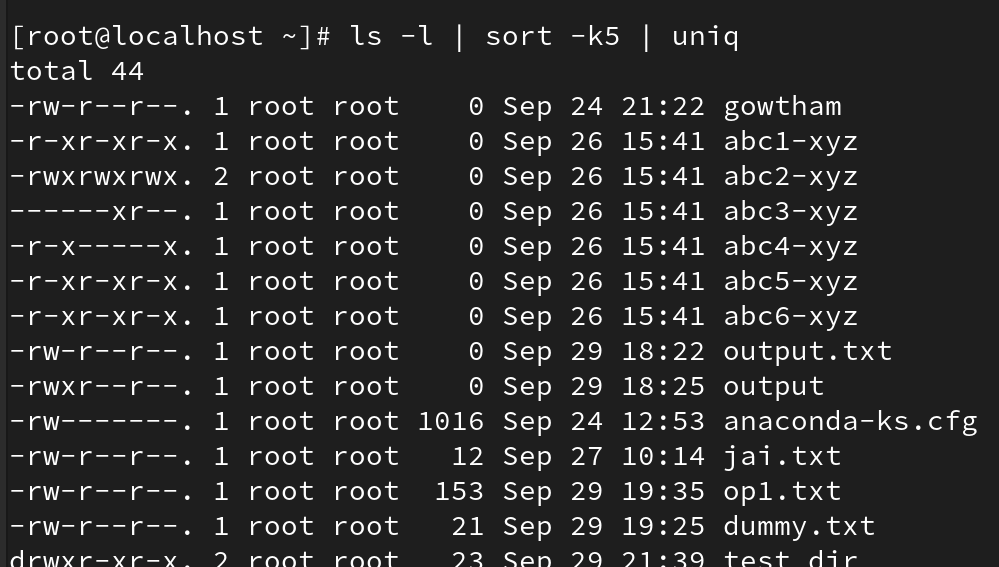 [root@localhost ~]# ls -l | sort -k5 | uniq
total 44
-rw-r--r--. 1 root root    0 Sep 24 21:22 gowtham
-r-xr-xr-x. 1 root root    0 Sep 26 15:41 abc1-xyz
-rwxrwxrwx. 2 root root    0 Sep 26 15:41 abc2-xyz
------xr--. 1 root root    0 Sep 26 15:41 abc3-xyz
-r-x-----x. 1 root root    0 Sep 26 15:41 abc4-xyz
-r-xr-xr-x. 1 root root    0 Sep 26 15:41 abc5-xyz
-r-xr-xr-x. 1 root root    0 Sep 26 15:41 abc6-xyz
-rw-r--r--. 1 root root    0 Sep 29 18:22 output.txt
-rwxr--r--. 1 root root    0 Sep 29 18:25 output
-rw-------. 1 root root 1016 Sep 24 12:53 anaconda-ks.cfg
-rw-r--r--. 1 root root   12 Sep 27 10:14 jai.txt
-rw-r--r--. 1 root root  153 Sep 29 19:35 op1.txt
-rw-r--r--. 1 root root   21 Sep 29 19:25 dummy.txt
drwxr-xr-x. 2 root root   23 Sep 29 21:39 test_dir